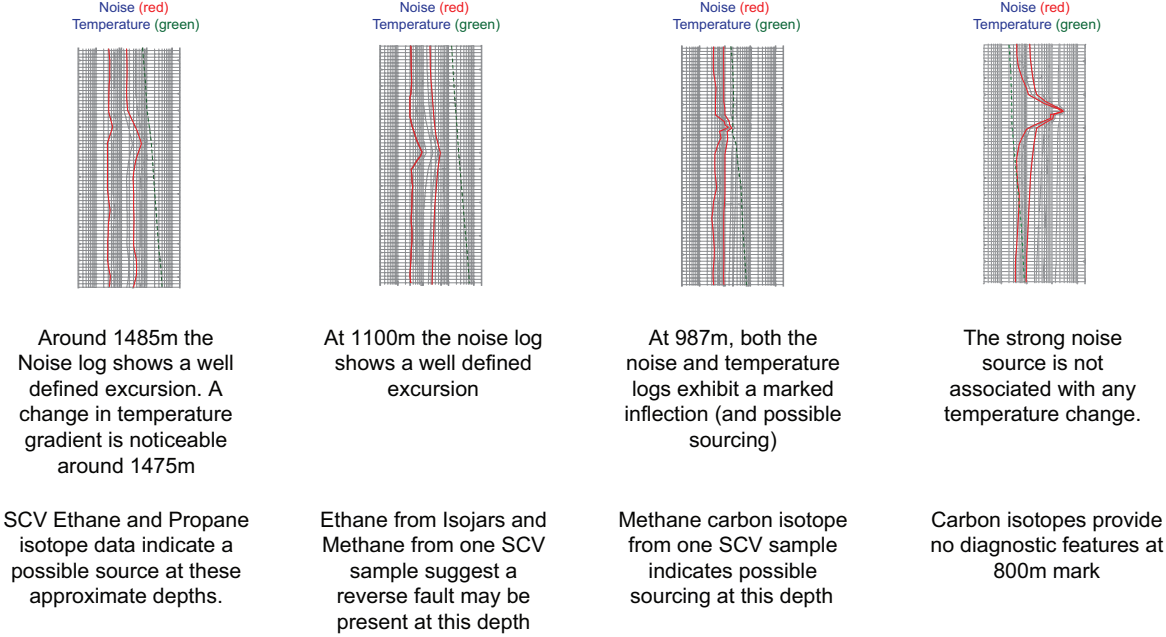 Noise (red)
Temperature (green)
Noise (red)
Temperature (green)
Noise (red)
Temperature (green)
Noise (red)
Temperature (green)
Around 1485m the
Noise log shows a well
defined excursion. A
change in temperature
gradient is noticeable
around 1475m
At 1100m the noise log
shows a well defined
excursion
At 987m, both the
noise and temperature
logs exhibit a marked
inflection (and possible
sourcing)
The strong noise
source is not
associated with any
temperature change.
SCV Ethane and Propane
isotope data indicate a
possible source at these
approximate depths.
Ethane from Isojars and
Methane from one SCV
sample suggest a
reverse fault may be
present at this depth
Methane carbon isotope
from one SCV sample
indicates possible
sourcing at this depth
Carbon isotopes provide
no diagnostic features at
800m mark